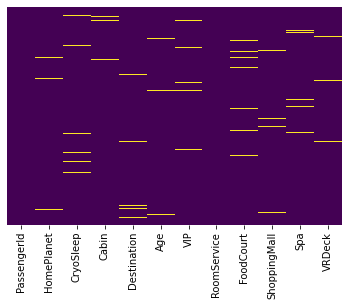 PassengerId
HomePlanet
CryoSleep
Cabin
Destination
Age
VIP
RoomService
FoodCourt
ShoppingMall
Spa
VRDeck